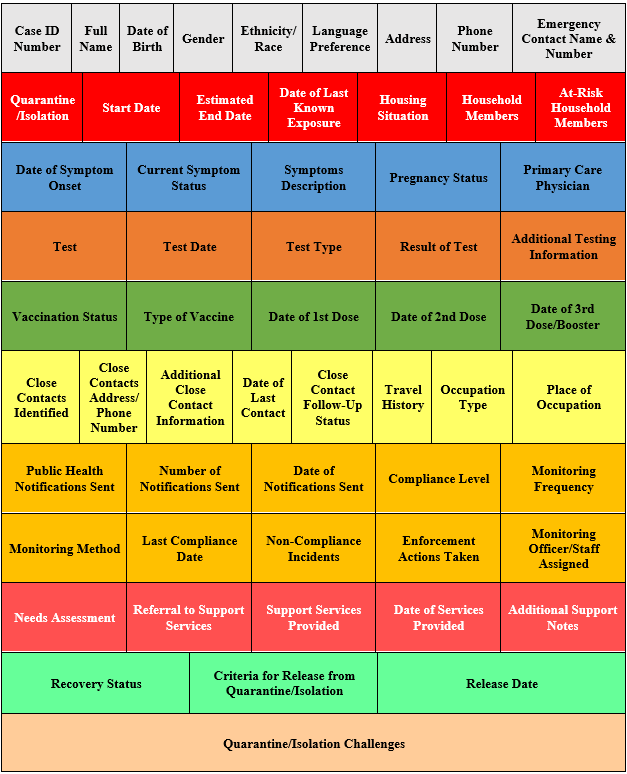 Case ID Number
Full Name
Date of Birth
Gender
Ethnicity/ Race
Language Preference
Address
Phone Number
Emergency Contact Name & Number
Quarantine /Isolation
Start Date
Estimated End Date
Date of Last Known Exposure
Housing Situation
Household Members
At-Risk Household Members
Date of Symptom Onset
Current Symptom Status
Symptoms Description
Pregnancy Status
Primary Care Physician
Test
Test Date
Test Type
Result of Test
Additional Testing Information
Vaccination Status
Type of Vaccine
Date of 1st Dose
Date of 2nd Dose
Date of 3rd Dose/Booster
Close Contacts Identified
Close Contacts Address/ Phone Number
Additional Close Contact Information
Date of Last Contact
Close Contact Follow-Up Status
Travel History
Occupation Type
Place of Occupation
Public Health Notifications Sent
Number of Notifications Sent
Date of Notifications Sent
Compliance Level
Monitoring Frequency
Monitoring Method
Last Compliance Date
Non-Compliance Incidents
Enforcement Actions Taken
Monitoring Officer/Staff Assigned
Needs Assessment
Referral to Support Services
Support Services Provided
Date of Services Provided
Additional Support Notes
Recovery Status
Criteria for Release from Quarantine/Isolation
Release Date
Quarantine/Isolation Challenges